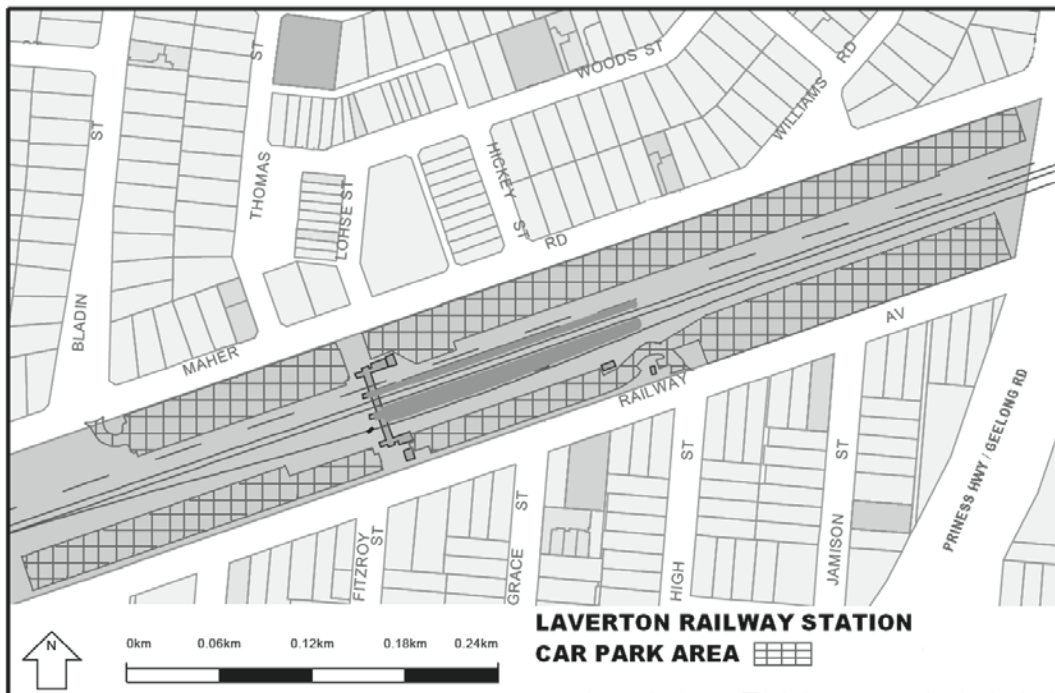 ST
ST
ST
THOMAS
BLADIN
LOHSE ST
HICKEY
ST
WOODS ST
WILLIAMS
RD
RD
MAHER
RAILWAY
AV
FITZROY
ST
GRACE
ST
HIGH
ST
JAMISON
ST
PRINESS HWY / GEELONG RD
N
0km 0.06km 0.12km 0.18km 0.24km
LAVERTON RAILWAY STATION
CAR PARK AREA